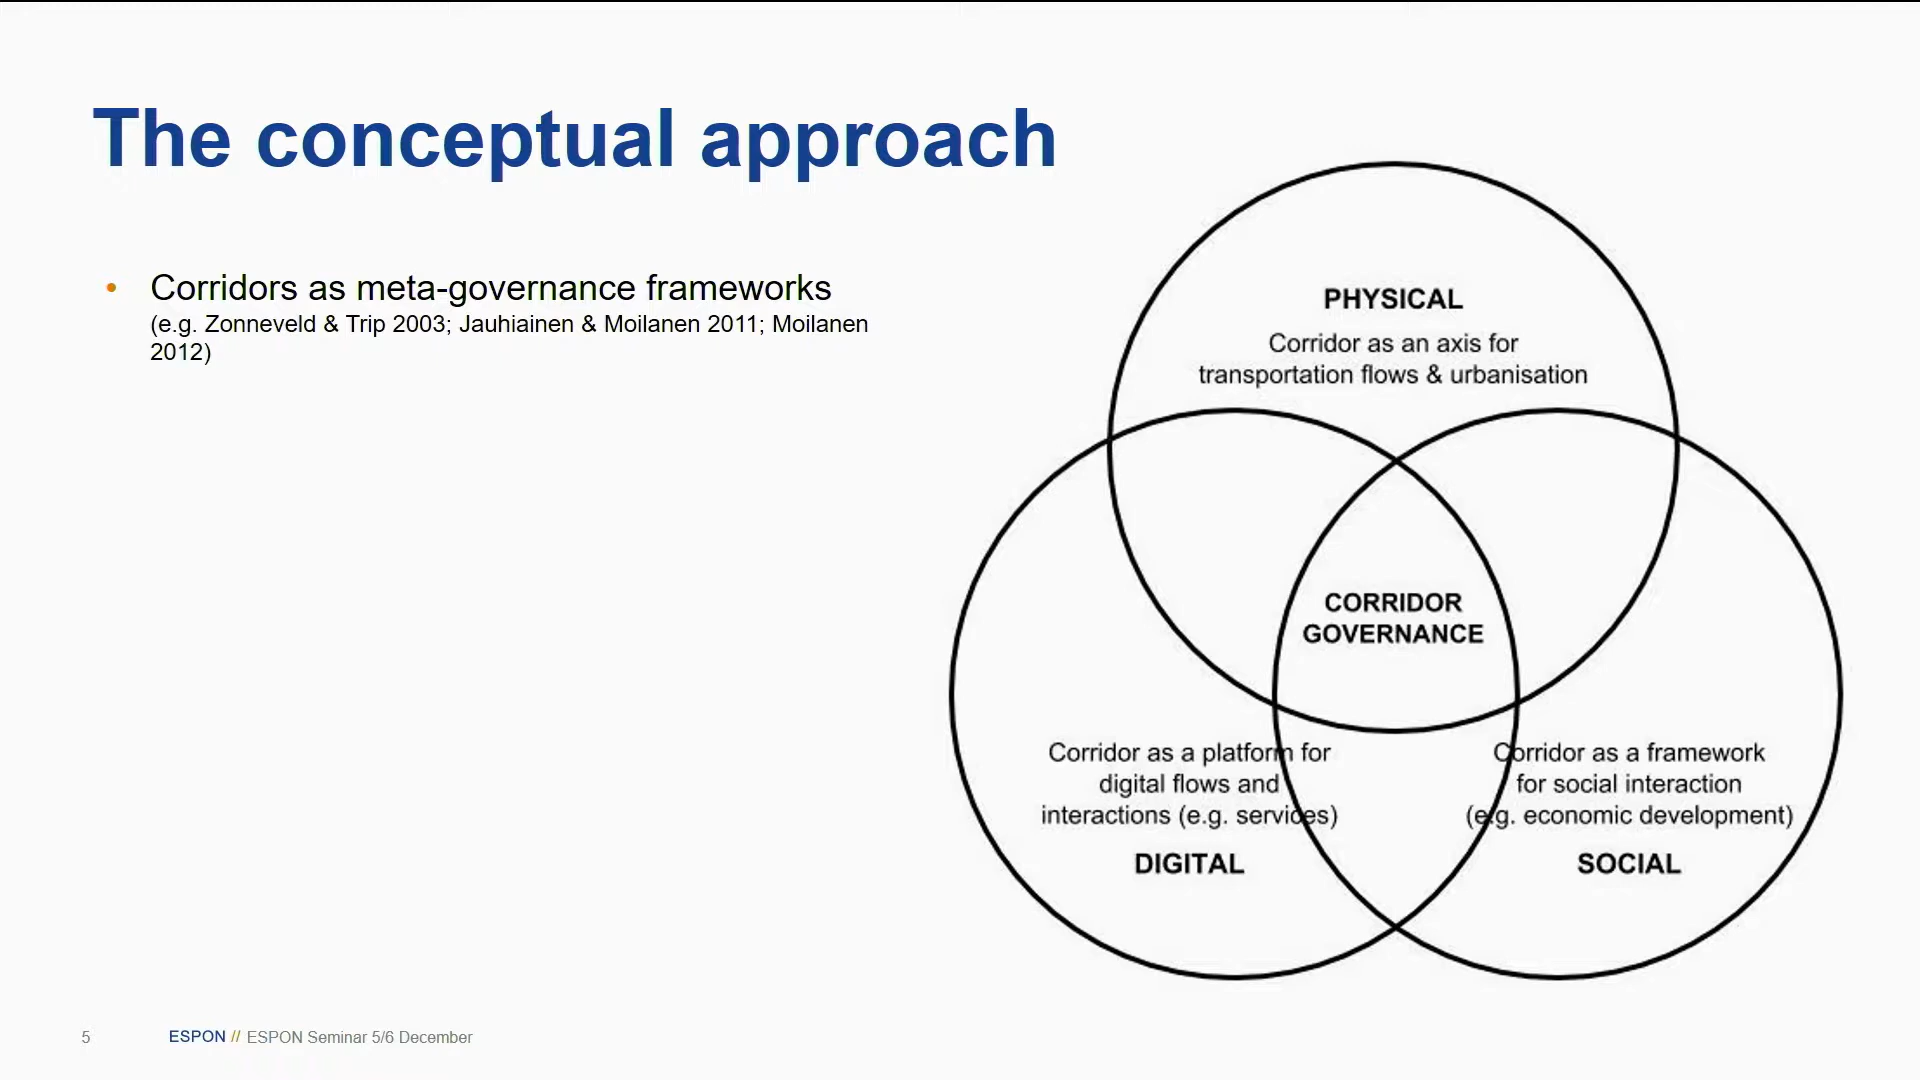 The conceptual approach
• Corridors as meta-governance frameworks
(e.g. Zonneveld & Trip 2003; Jauhiainen & Moilanen 2011; Moilanen
2012)
PHYSICAL
Corridor as an axis for
transportation flows & urbanisation
CORRIDOR
GOVERNANCE
Corridor as a platform for
digital flows and
interactions (e.g. services)
DIGITAL
Corridor as a framework
for social interaction
(e.g. economic development)
SOCIAL
5 ESPON // ESPON Seminar 5/6 December